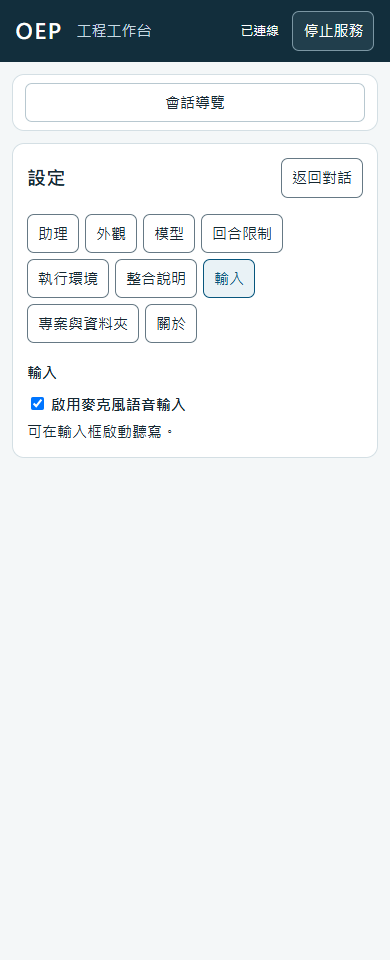 OEP 工程工作台 已連線 停止服務
會話導覽
設定 返回對話
助理 外觀 模型 回合限制
執行環境 整合說明 輸入
專案與資料夾 關於
輸入
啟用麥克風語音輸入
可在輸入框啟動聽寫。